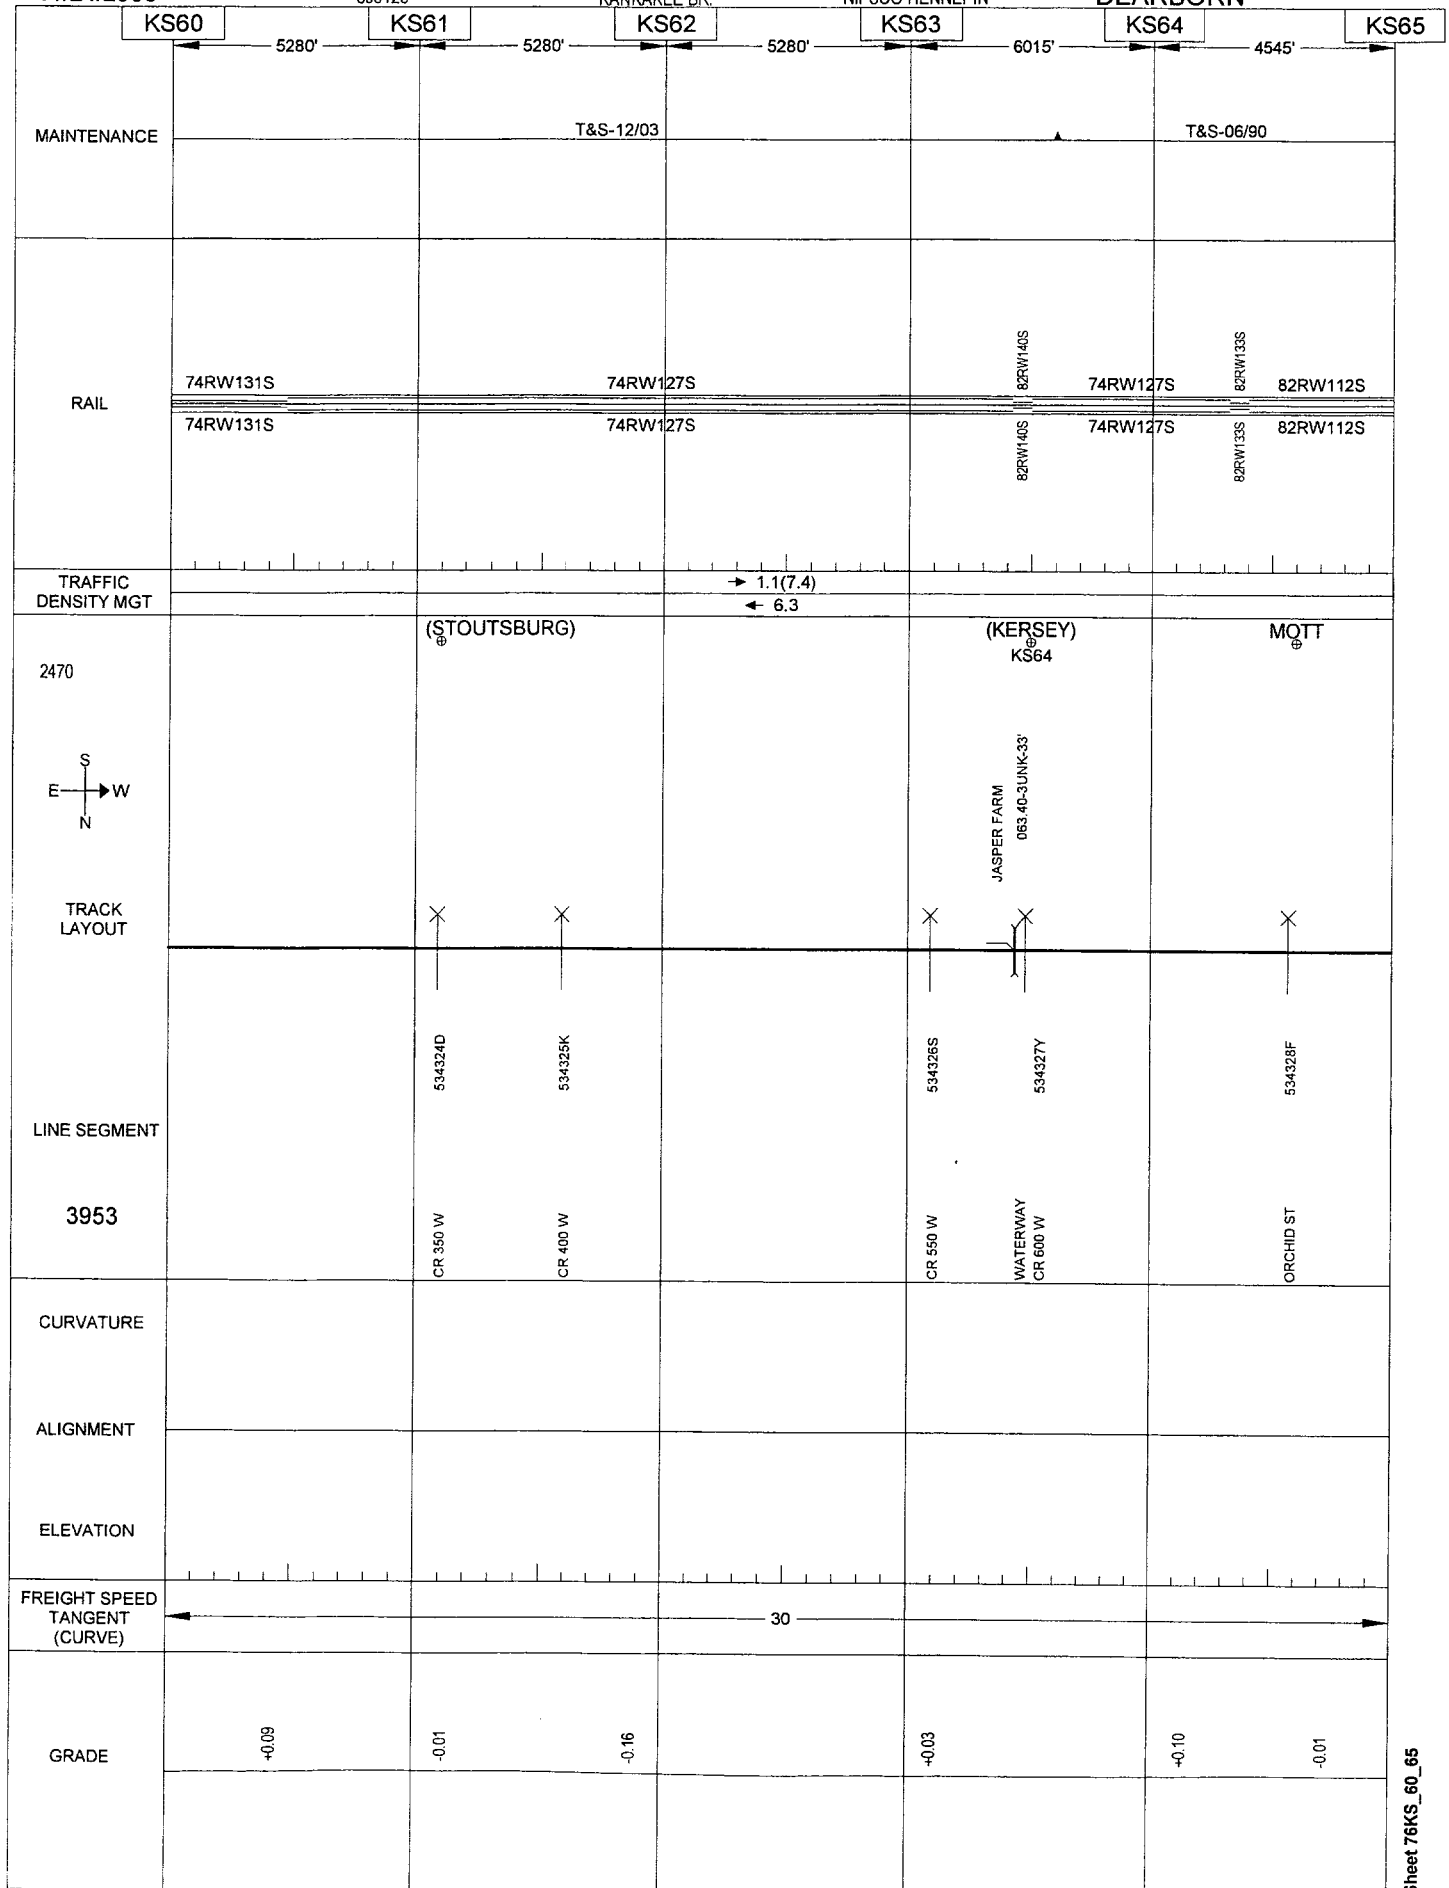 DEARBORN
KS60 KS61 KS62 KS63 KS64 KS65
5280' 5280' 5280' 6015' 4545'
MAINTENANCE T&S-12/03 T&S-06/90
82RW140S 82RW133S
74RW131S 74RW127S 74RW127S 82RW112S
RAIL
74RW131S 74RW127S 74RW127S 82RW112S
82RW140S 82RW133S
TRAFFIC
DENSITY MGT
1.1(7.4)
6.3
(STOUTSBURG) (KERSEY) MOTT
KS64
2470
S
E W
N
JASPER FARM
063.40-3UNK-33'
TRACK
LAYOUT
534324D 534325K 534326S 534327Y 534328F
LINE SEGMENT
3953
CR 350 W
CR 400 W
CR 550 W
WATERWAY
CR 600 W
ORCHID ST
CURVATURE
ALIGNMENT
ELEVATION
FREIGHT SPEED
TANGENT
(CURVE)
30
GRADE +0.09 -0.01 -0.16 +0.03 +0.10 -0.01
Sheet 76KS_60_65